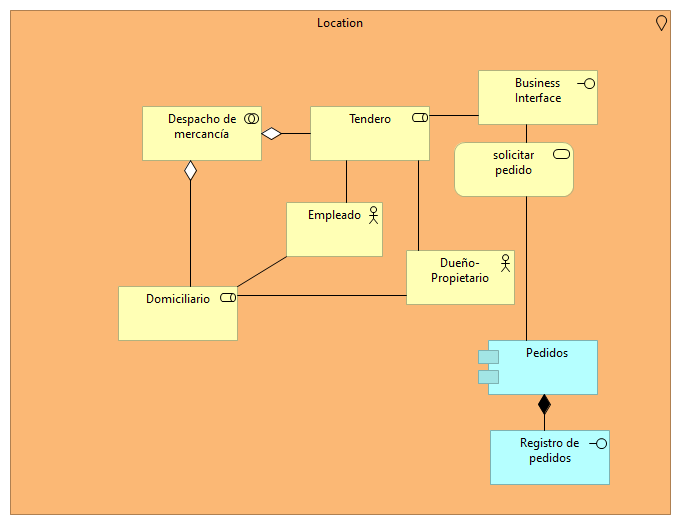 Location
Business
Interface
Despacho de
mercancía
Tendero
solicitar
pedido
Empleado
Dueño-
Propietario
Domiciliario
Pedidos
Registro de
pedidos